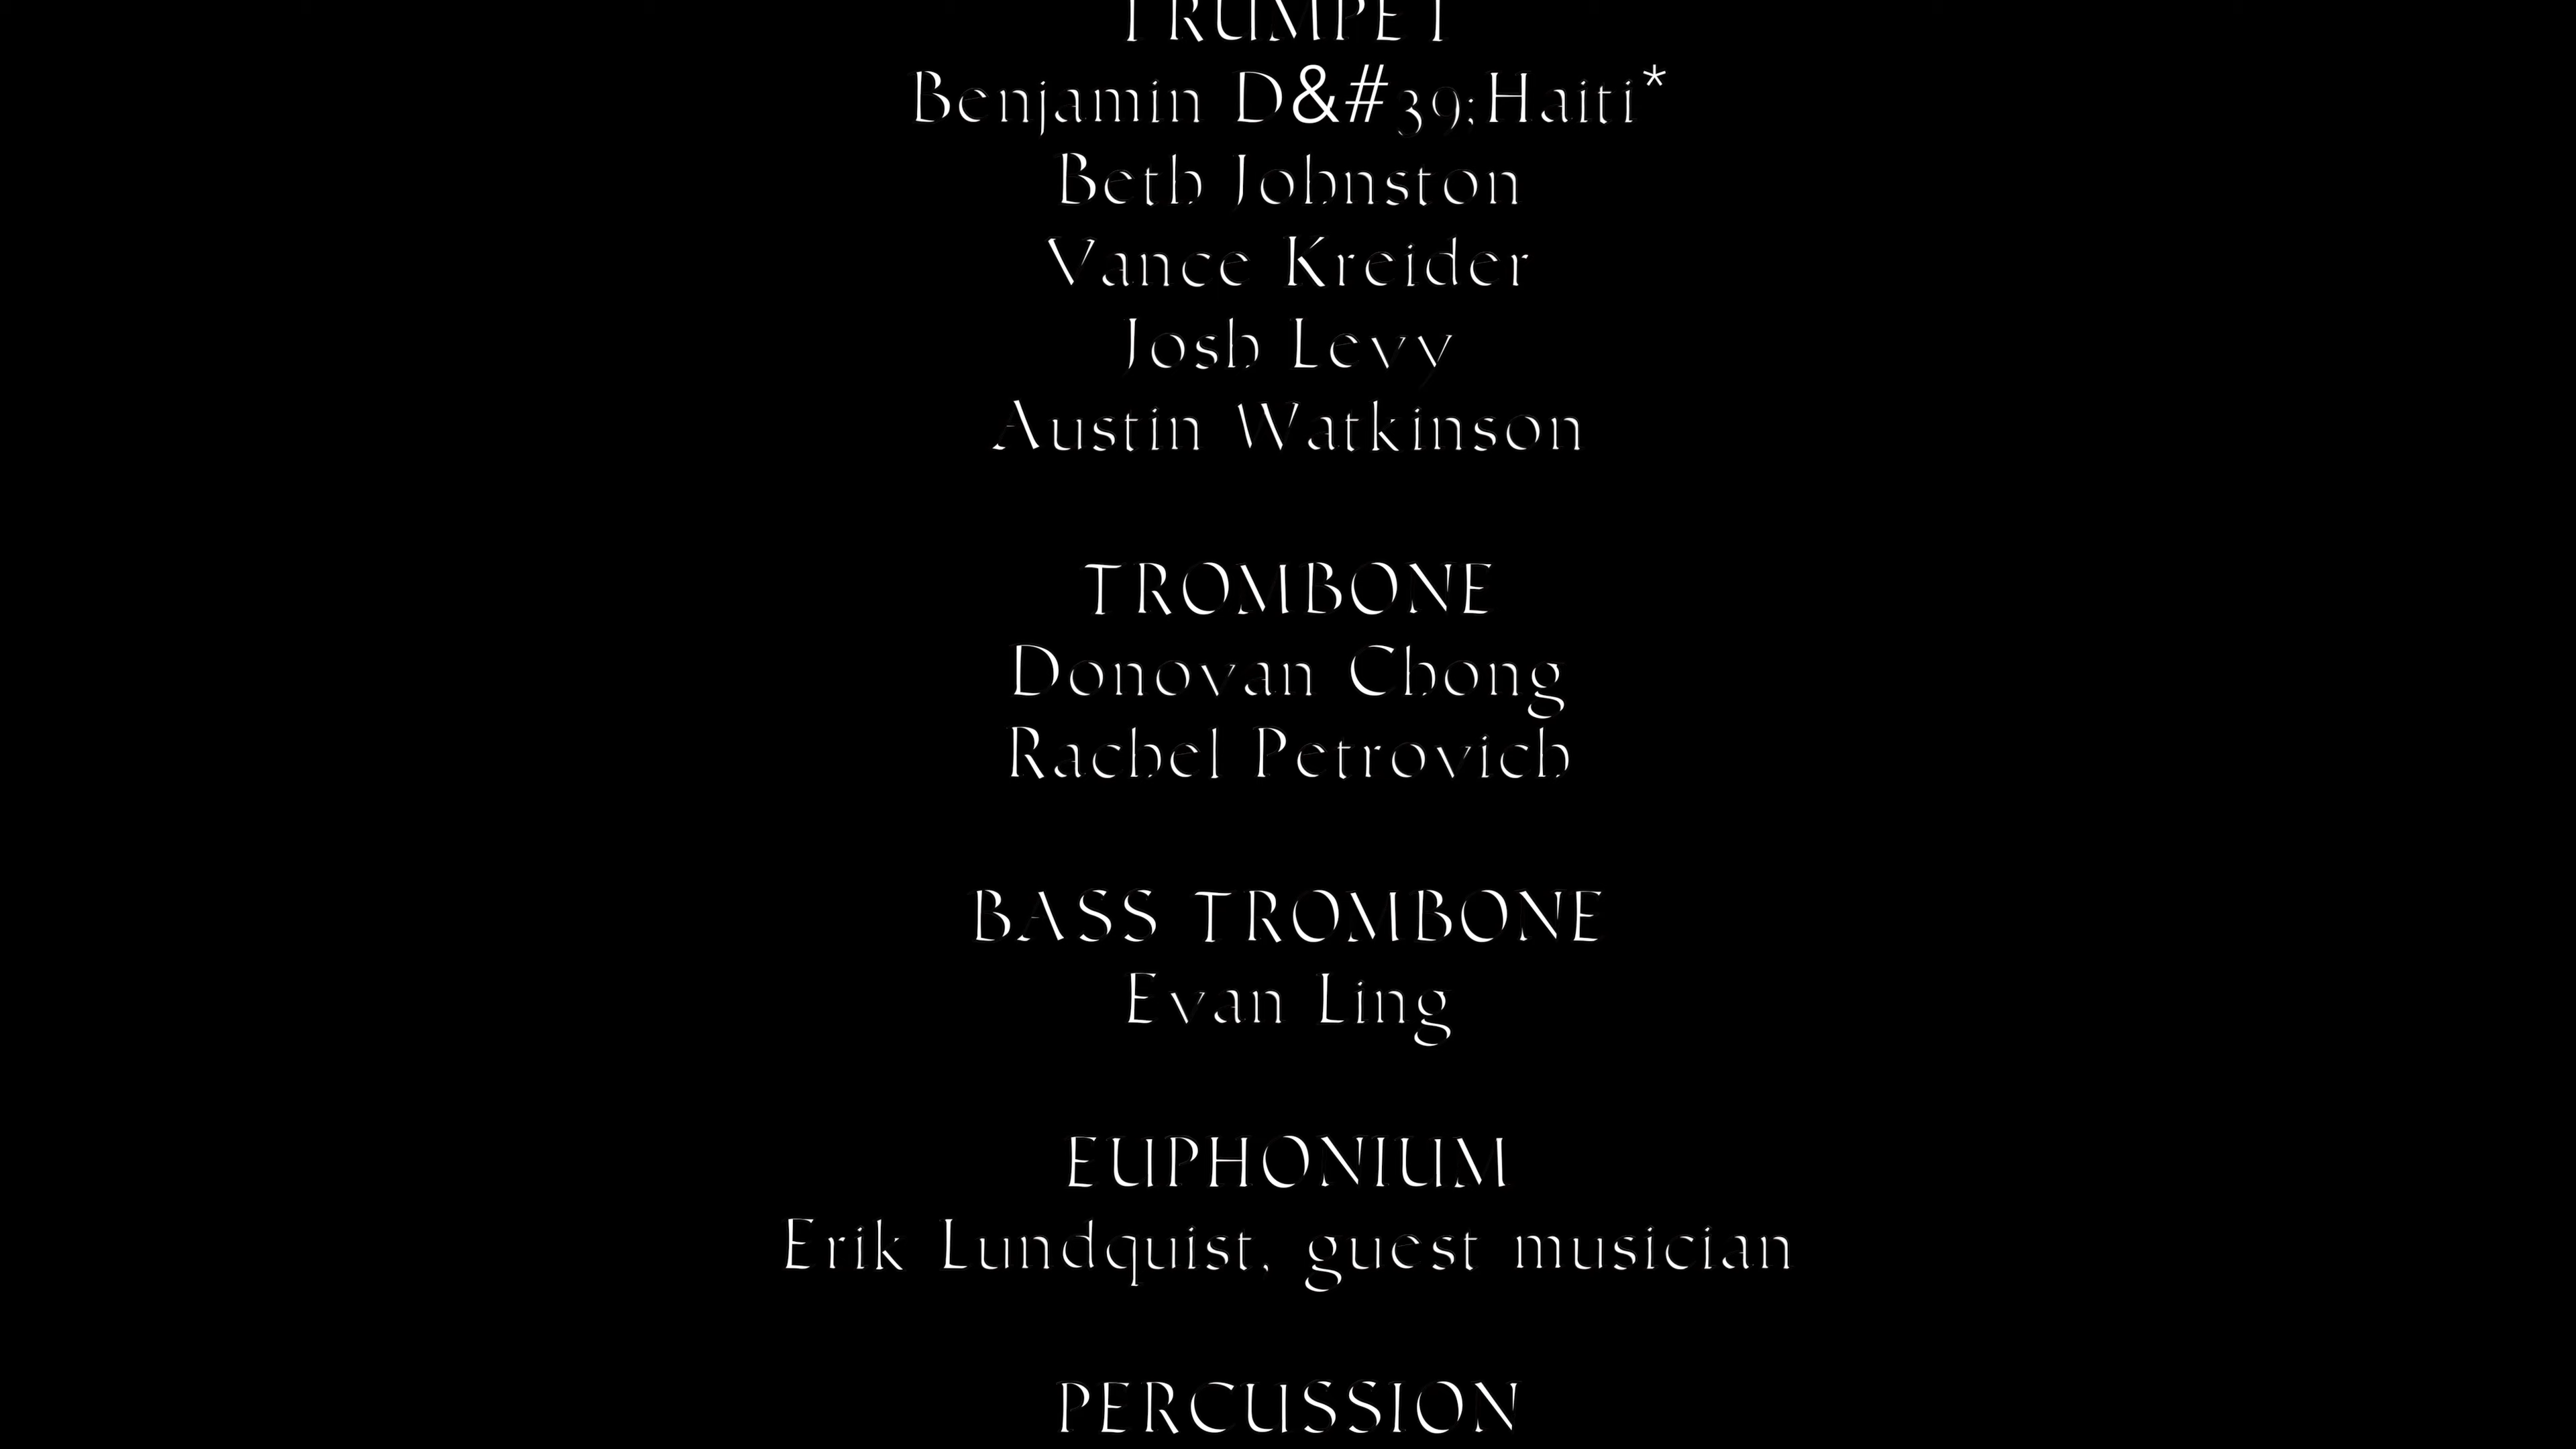 TRUMPET
Benjamin D&#39;Haiti*
Beth Johnston
Vance Kreider
Josh Levy
Austin Watkinson
TROMBONE
Donovan Chong
Rachel Petrovich
BASS TROMBONE
Evan Ling
EUPHONIUM
Erik Lundquist, guest musician
PERCUSSION